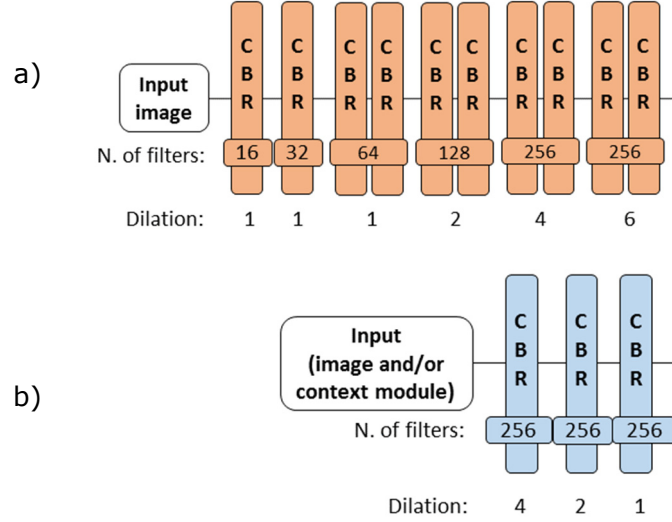 a)
Input
image
C C C C C C C C C C
B B B B B B B B B B
R R R R R R R R R R
N. of filters: 16 32 64 128 256 256
Dilation: 1 1 1 2 4 6
b)
Input
(image and/or
context module)
C C C
B B B
R R R
N. of filters: 256 256 256
Dilation: 4 2 1